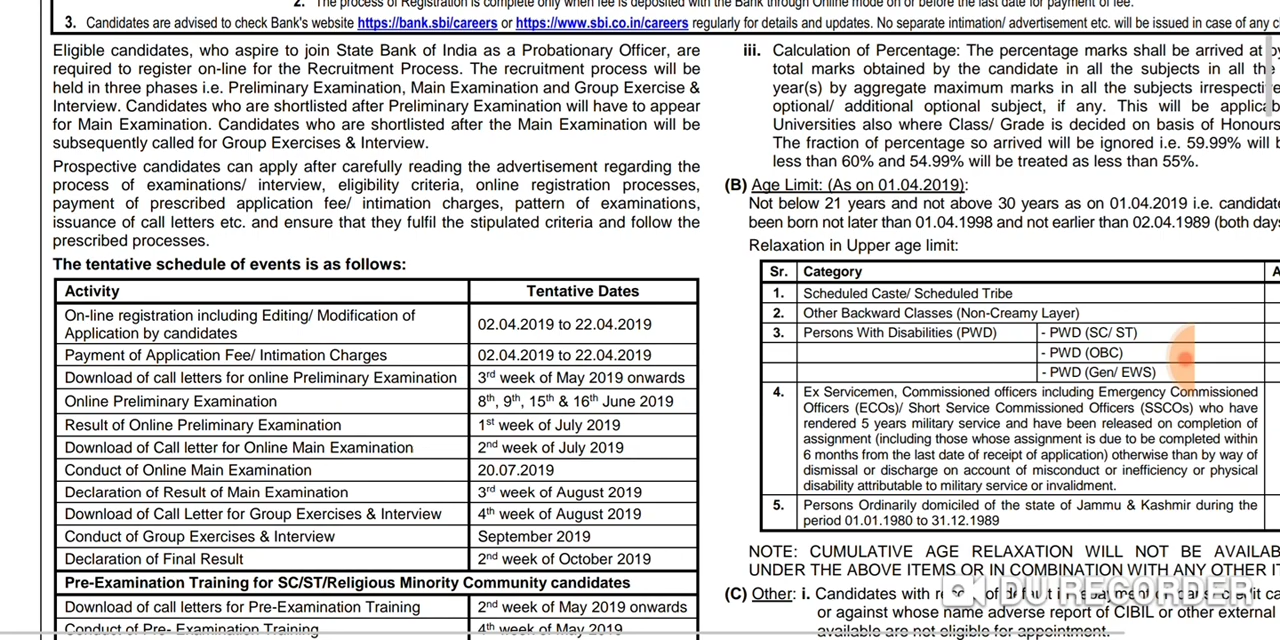 2. The process of Registration is complete only when fee is deposited with the Bank through Online mode on or before the last date for payment of fee.
3. Candidates are advised to check Bank's website https://bank.sbi/careers or https://www.sbi.co.in/careers regularly for details and updates. No separate intimation/ advertisement etc. will be issued in case of any
Eligible candidates, who aspire to join State Bank of India as a Probationary Officer, are
required to register on-line for the Recruitment Process. The recruitment process will be
held in three phases i.e. Preliminary Examination, Main Examination and Group Exercise &
Interview. Candidates who are shortlisted after Preliminary Examination will have to appear
for Main Examination. Candidates who are shortlisted after the Main Examination will be
subsequently called for Group Exercises & Interview.
Prospective candidates can apply after carefully reading the advertisement regarding the
process of examinations/ interview, eligibility criteria, online registration processes,
payment of prescribed application fee/ intimation charges, pattern of examinations,
issuance of call letters etc. and ensure that they fulfil the stipulated criteria and follow the
prescribed processes.
The tentative schedule of events is as follows:
Activity Tentative Dates
On-line registration including Editing/ Modification of
Application by candidates 02.04.2019 to 22.04.2019
Payment of Application Fee/ Intimation Charges 02.04.2019 to 22.04.2019
Download of call letters for online Preliminary Examination 3rd week of May 2019 onwards
Online Preliminary Examination 8th, 9th, 15th & 16th June 2019
Result of Online Preliminary Examination 1st week of July 2019
Download of Call letter for Online Main Examination 2nd week of July 2019
Conduct of Online Main Examination 20.07.2019
Declaration of Result of Main Examination 3rd week of August 2019
Download of Call Letter for Group Exercises & Interview 4th week of August 2019
Conduct of Group Exercises & Interview September 2019
Declaration of Final Result 2nd week of October 2019
Pre-Examination Training for SC/ST/Religious Minority Community candidates
Download of call letters for Pre-Examination Training 2nd week of May 2019 onwards
Conduct of Pre- Examination Training 4th week of May 2019
iii. Calculation of Percentage: The percentage marks shall be arrived at by
total marks obtained by the candidate in all the subjects in all the
year(s) by aggregate maximum marks in all the subjects
optional/ additional optional subject, if any. This will be
Universities also where Class/ Grade is decided on basis of Honours
The fraction of percentage so arrived will be ignored i.e. 59.99% will
less than 60% and 54.99% will be treated as less than 55%.
(B) Age Limit: (As on 01.04.2019):
Not below 21 years and not above 30 years as on 01.04.2019 i.e.
been born not later than 01.04.1998 and not earlier than 02.04.1989 (both
Relaxation in Upper age limit:
Sr. Category
1. Scheduled Caste/ Scheduled Tribe
2. Other Backward Classes (Non-Creamy Layer)
3. Persons With Disabilities (PWD) - PWD (SC/ ST)
- PWD (OBC)
- PWD (Gen/ EWS)
4. Ex Servicemen, Commissioned officers including Emergency Commissioned
Officers (ECOs)/ Short Service Commissioned Officers (SSCOs) who have
rendered 5 years military service and have been released on completion of
assignment (including those whose assignment is due to be completed within
6 months from the last date of receipt of application) otherwise than by way of
dismissal or discharge on account of misconduct or inefficiency or physical
disability attributable to military service or invalidment.
5. Persons Ordinarily domiciled of the state of Jammu & Kashmir during the
period 01.01.1980 to 31.12.1989
NOTE: CUMULATIVE AGE RELAXATION WILL NOT BE
UNDER THE ABOVE ITEMS OR IN COMBINATION WITH ANY OTHER
(C) Other: i. Candidates with
or against whose name adverse report of CIBIL or other external
available are not eligible for appointment.
DU RECORDER